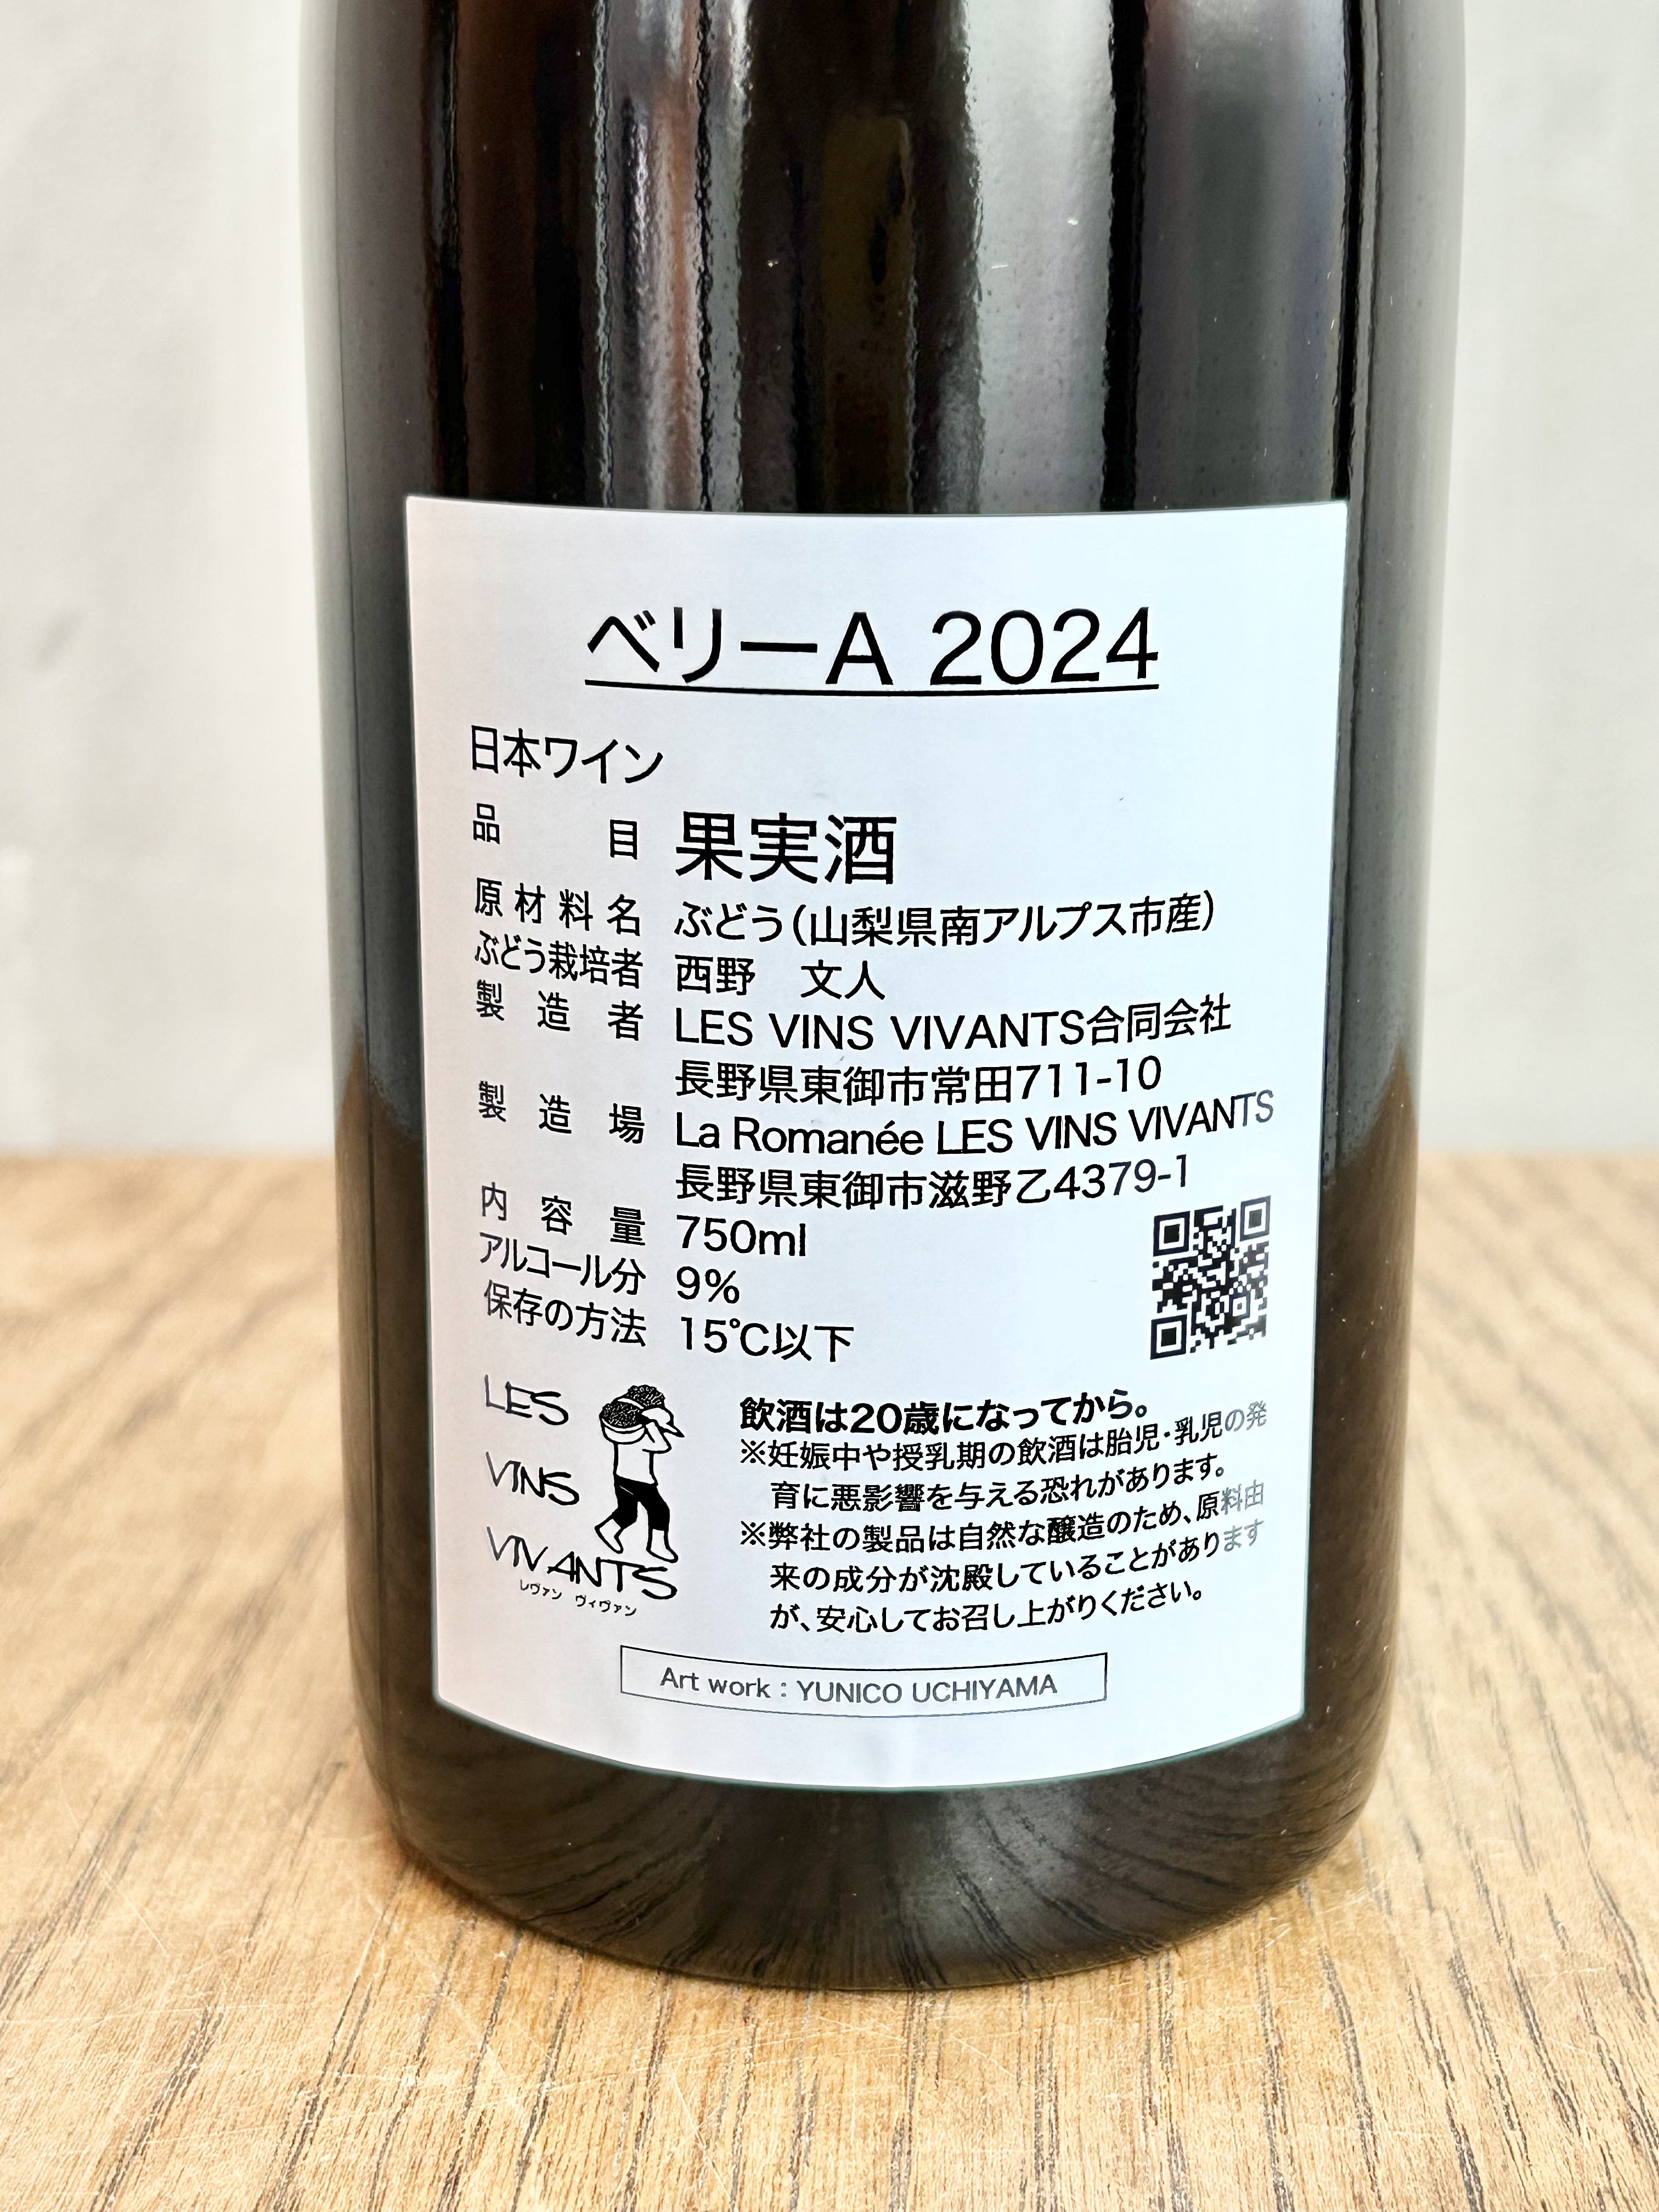 ベリーA 2024
日本ワイン
品目 果実酒
原材料名 ぶどう(山梨県南アルプス市産)
ぶどう栽培者 西野 文人
製造者 LES VINS VIVANTS合同会社
長野県東御市常田711-10
製造場 La Romanée LES VINS VIVANTS
長野県東御市滋野乙4379-1
内容量 750ml
アルコール分 9%
保存の方法 15℃以下
LES
VINS
VIVANTS
レヴァン ヴィヴァン
飲酒は20歳になってから。
※妊娠中や授乳期の飲酒は胎児・乳児の発
育に悪影響を与える恐れがあります。
※弊社の製品は自然な醸造のため、原料由
来の成分が沈殿していることがあります
が、安心してお召し上がりください。
Art work：YUNICO UCHIYAMA